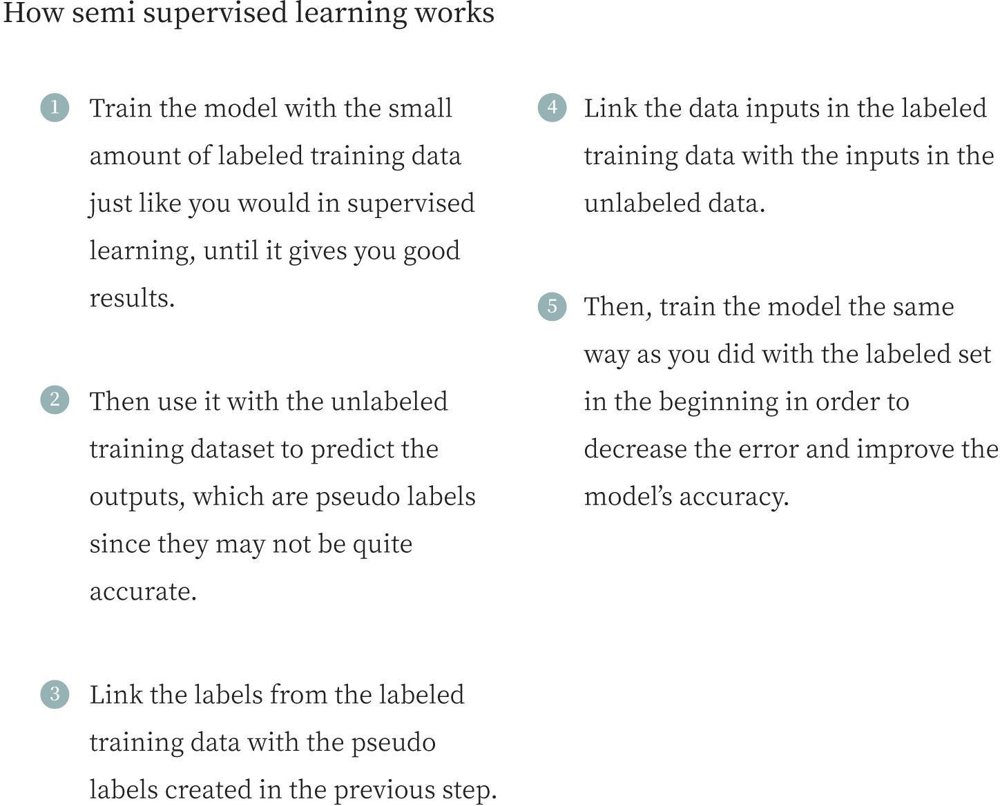 How semi supervised learning works
1 Train the model with the small
amount of labeled training data
just like you would in supervised
learning, until it gives you good
results.
2 Then use it with the unlabeled
training dataset to predict the
outputs, which are pseudo labels
since they may not be quite
accurate.
3 Link the labels from the labeled
training data with the pseudo
labels created in the previous step.
4 Link the data inputs in the labeled
training data with the inputs in the
unlabeled data.
5 Then, train the model the same
way as you did with the labeled set
in the beginning in order to
decrease the error and improve the
model’s accuracy.